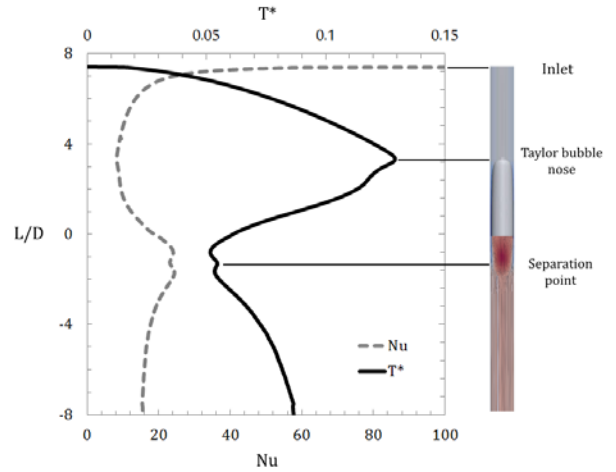 T*
0 0.05 0.1 0.15
8
4
0
-4
-8
L/D
Nu
T*
0 20 40 60 80 100
Nu
Inlet
Taylor bubble
nose
Separation
point